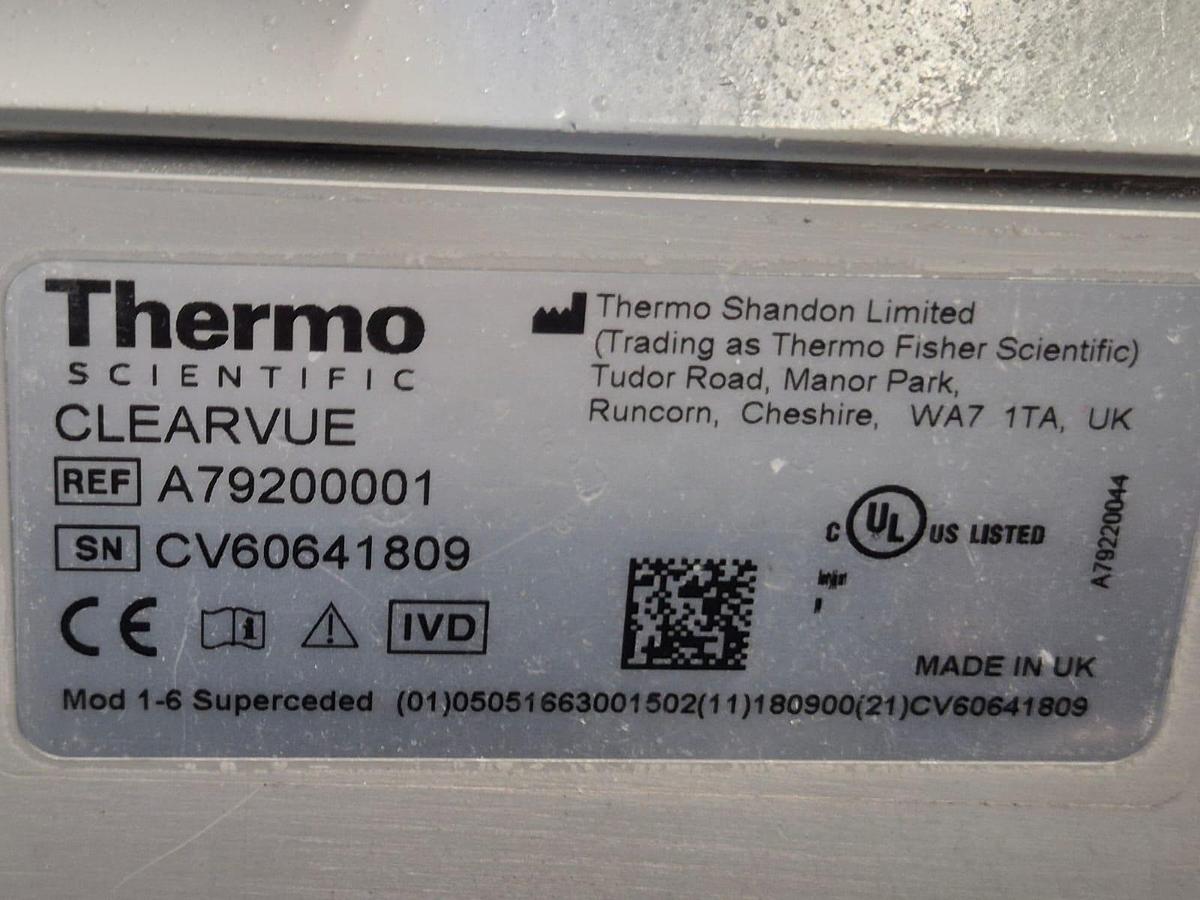 Thermo
SCIENTIFIC
CLEARVUE
REF A79200001
SN CV60641809
CE IVD
Mod 1-6 Superceded (01)05051663001502(11)180900(21)CV60641809
Thermo Shandon Limited
(Trading as Thermo Fisher Scientific)
Tudor Road, Manor Park,
Runcorn, Cheshire, WA7 1TA, UK
C UL US LISTED
A79220044
MADE IN UK